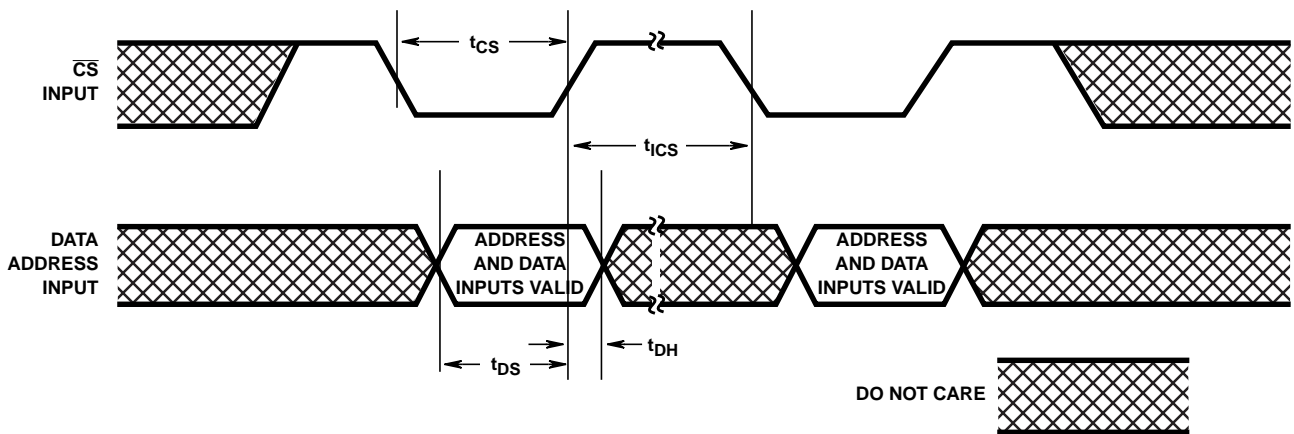 CS
INPUT
tCS
tICS
DATA
ADDRESS
INPUT
ADDRESS
AND DATA
INPUTS VALID
ADDRESS
AND DATA
INPUTS VALID
tDS
tDH
DO NOT CARE